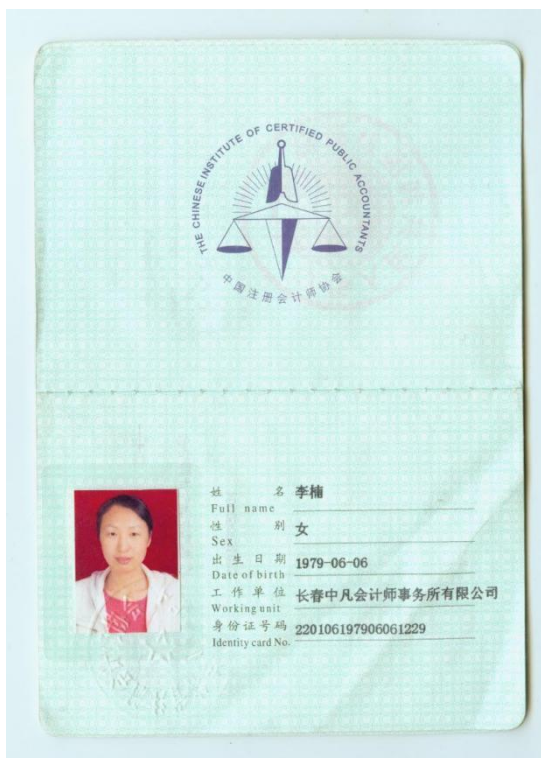 THE CHINESE INSTITUTE OF CERTIFIED PUBLIC ACCOUNTANTS
中国注册会计师协会
姓 名 李楠
Full name
性 别 女
Sex
出生日期 1979-06-06
Date of birth
工作单位 长春中凡会计师事务所有限公司
Working unit
身份证号码 220106197906061229
Identity card No.